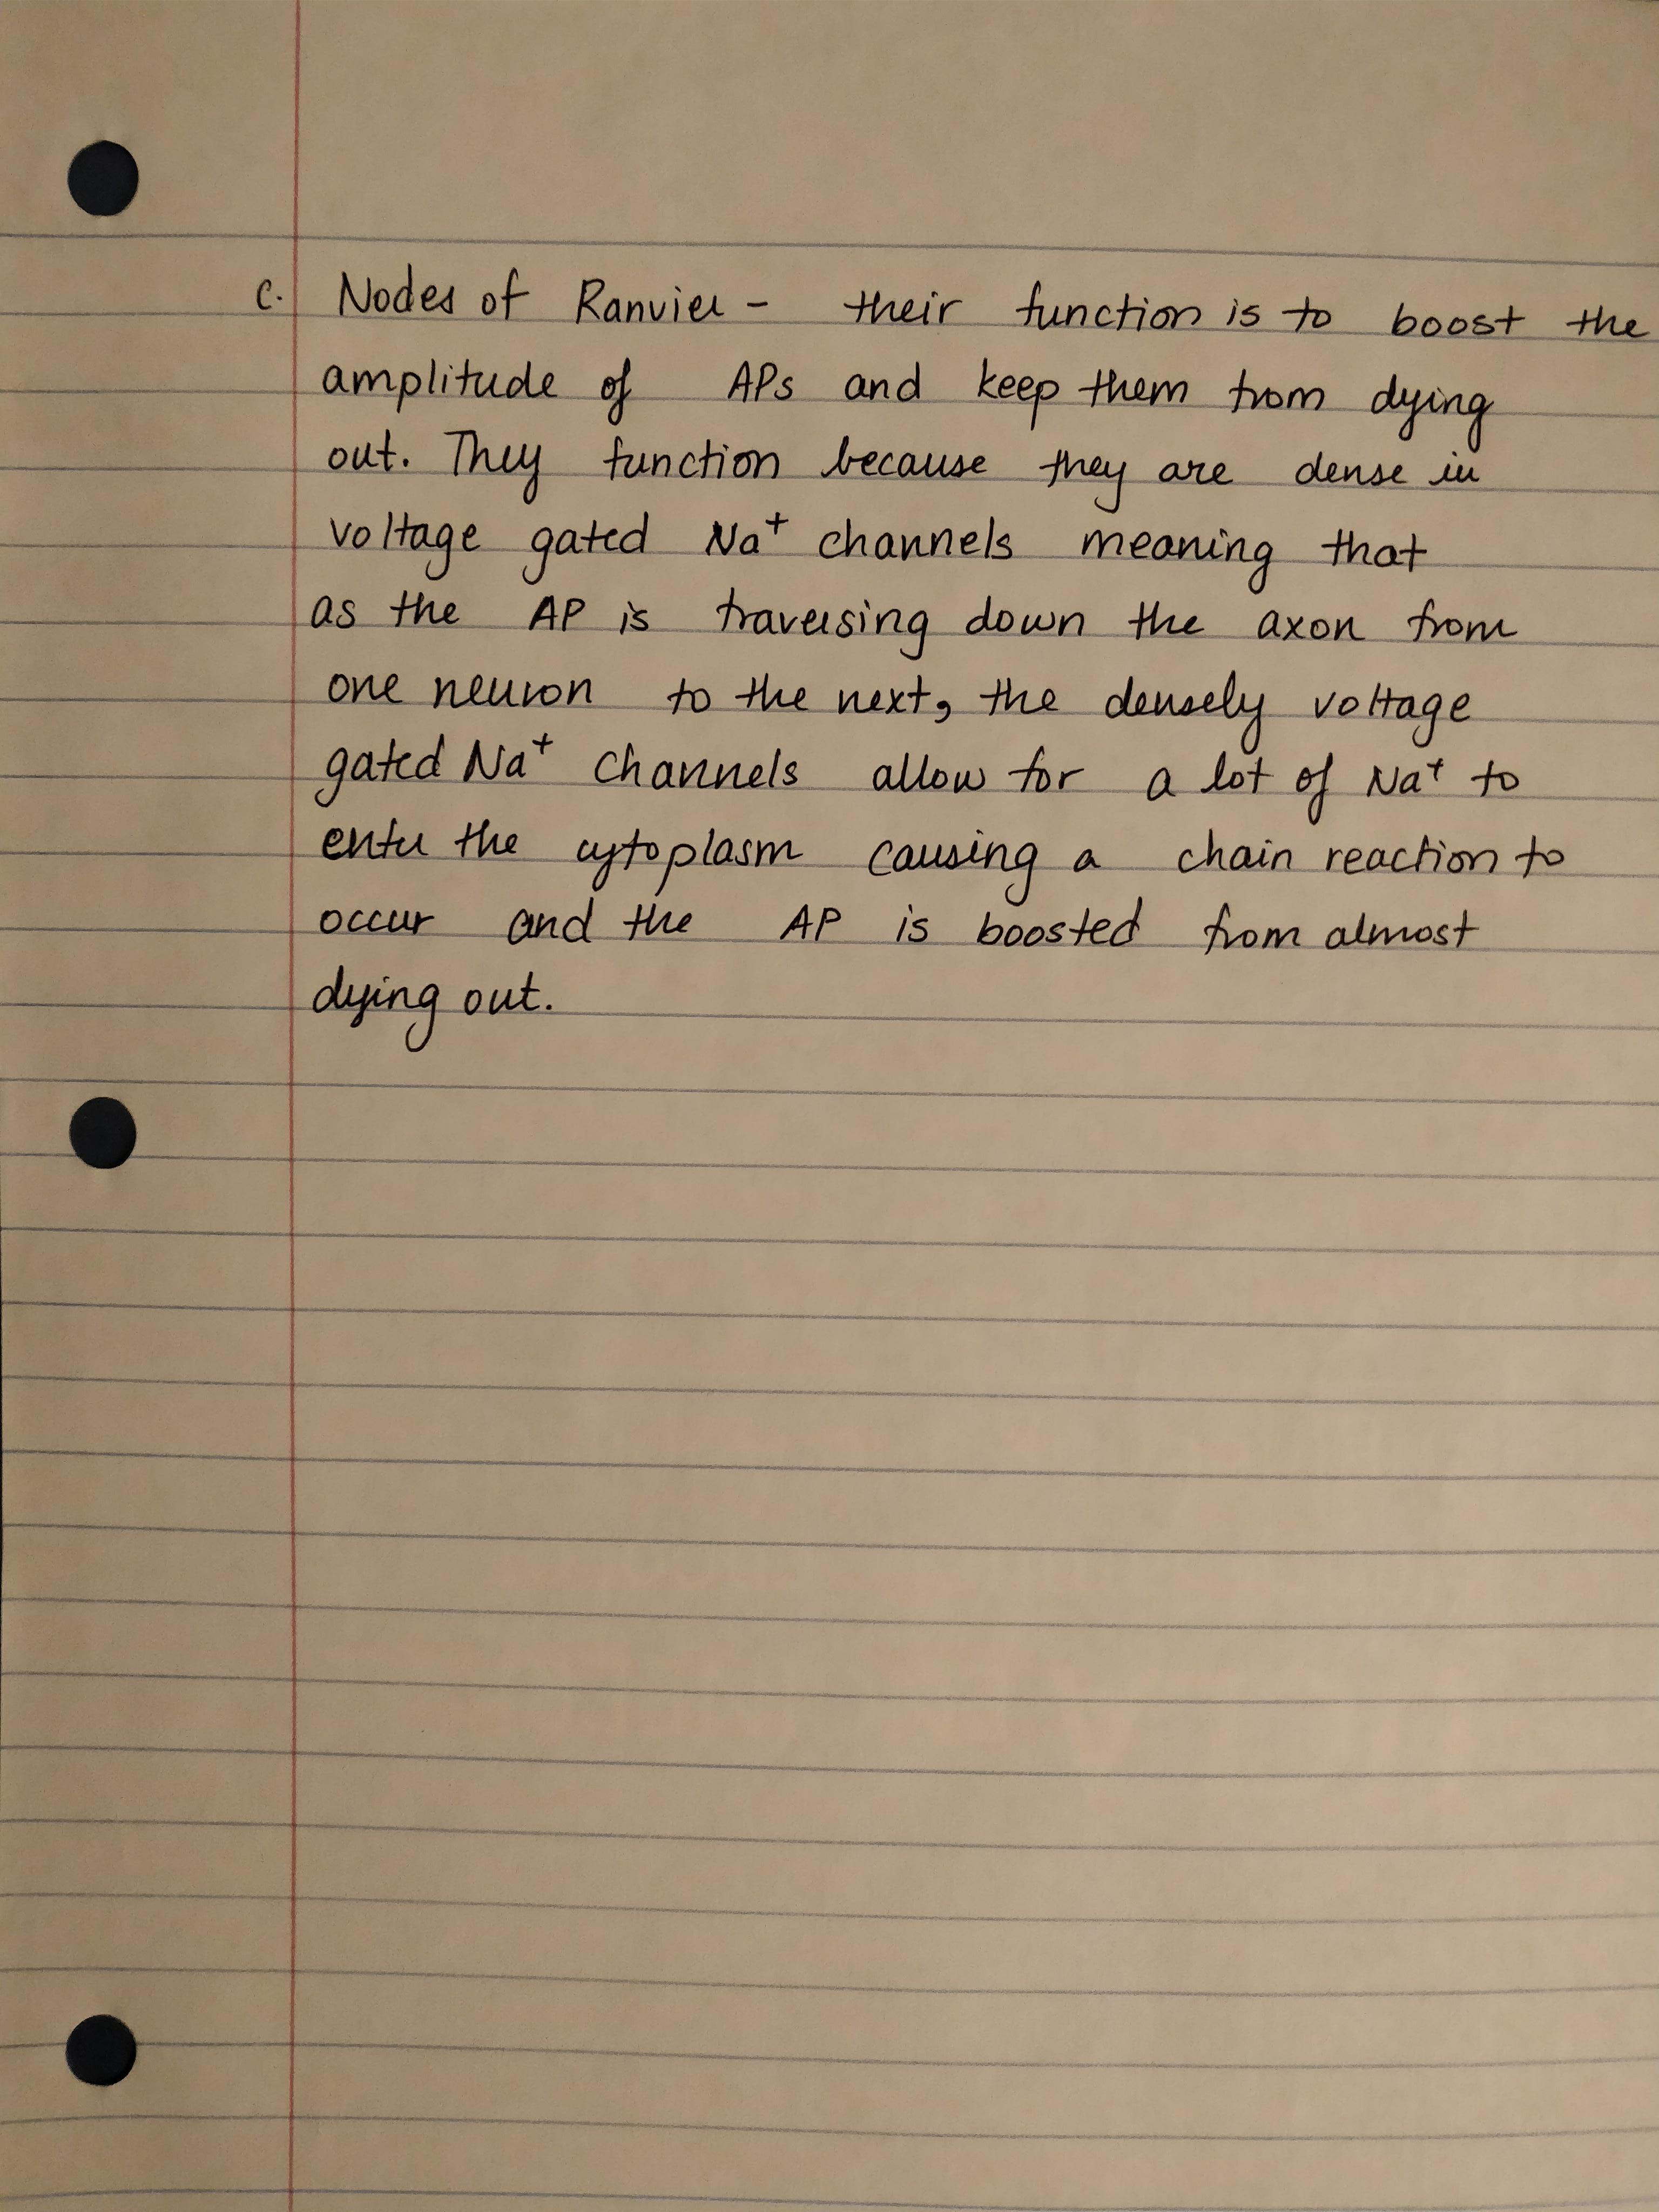 c. Nodes of Ranvier - their function is to boost the
amplitude of APs and keep them from dying
out. They function because they are dense in
voltage gated Na⁺ channels meaning that
as the AP is traversing down the axon from
one neuron to the next, the densely voltage
gated Na⁺ channels allow for a lot of Na⁺ to
enter the cytoplasm causing a chain reaction to
occur and the AP is boosted from almost
dying out.